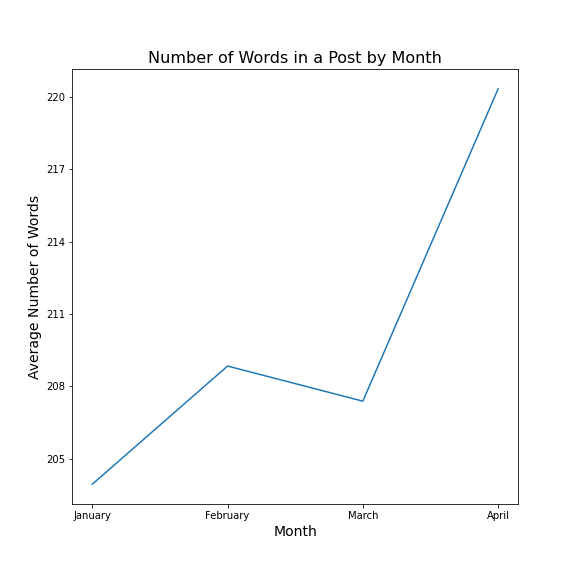 Number of Words in a Post by Month
Average Number of Words
220
217
214
211
208
205
January February March April
Month